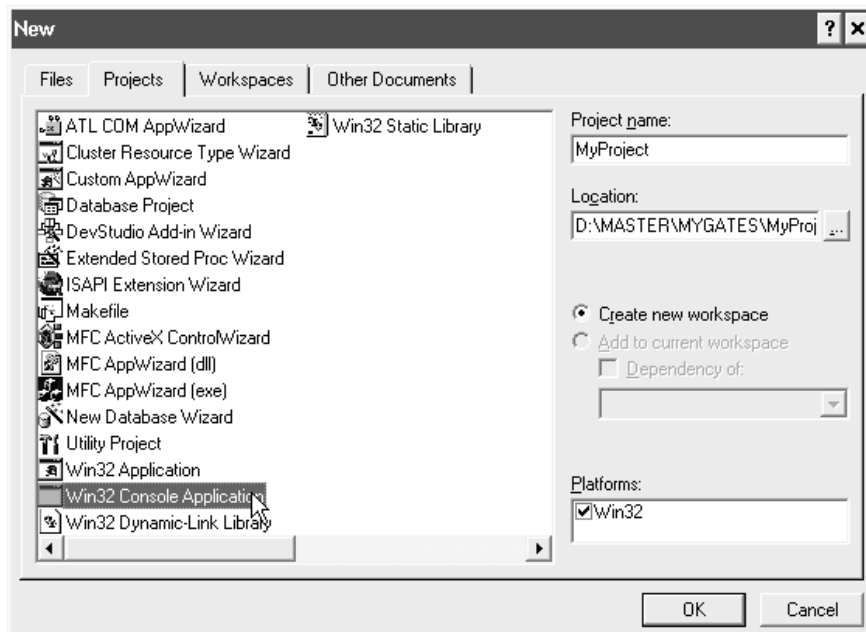 New
Files Projects Workspaces Other Documents
ATL COM AppWizard
Cluster Resource Type Wizard
Custom AppWizard
Database Project
DevStudio Add-in Wizard
Extended Stored Proc Wizard
ISAPI Extension Wizard
Makefile
MFC ActiveX ControlWizard
MFC AppWizard (dll)
MFC AppWizard (exe)
New Database Wizard
Utility Project
Win32 Application
Win32 Console Application
Win32 Dynamic-Link Library
Win32 Static Library
Project name:
MyProject
Location:
D:\MASTER\MYGATES\MyProj ...
Create new workspace
Add to current workspace
Dependency of:
Platforms:
Win32
OK Cancel